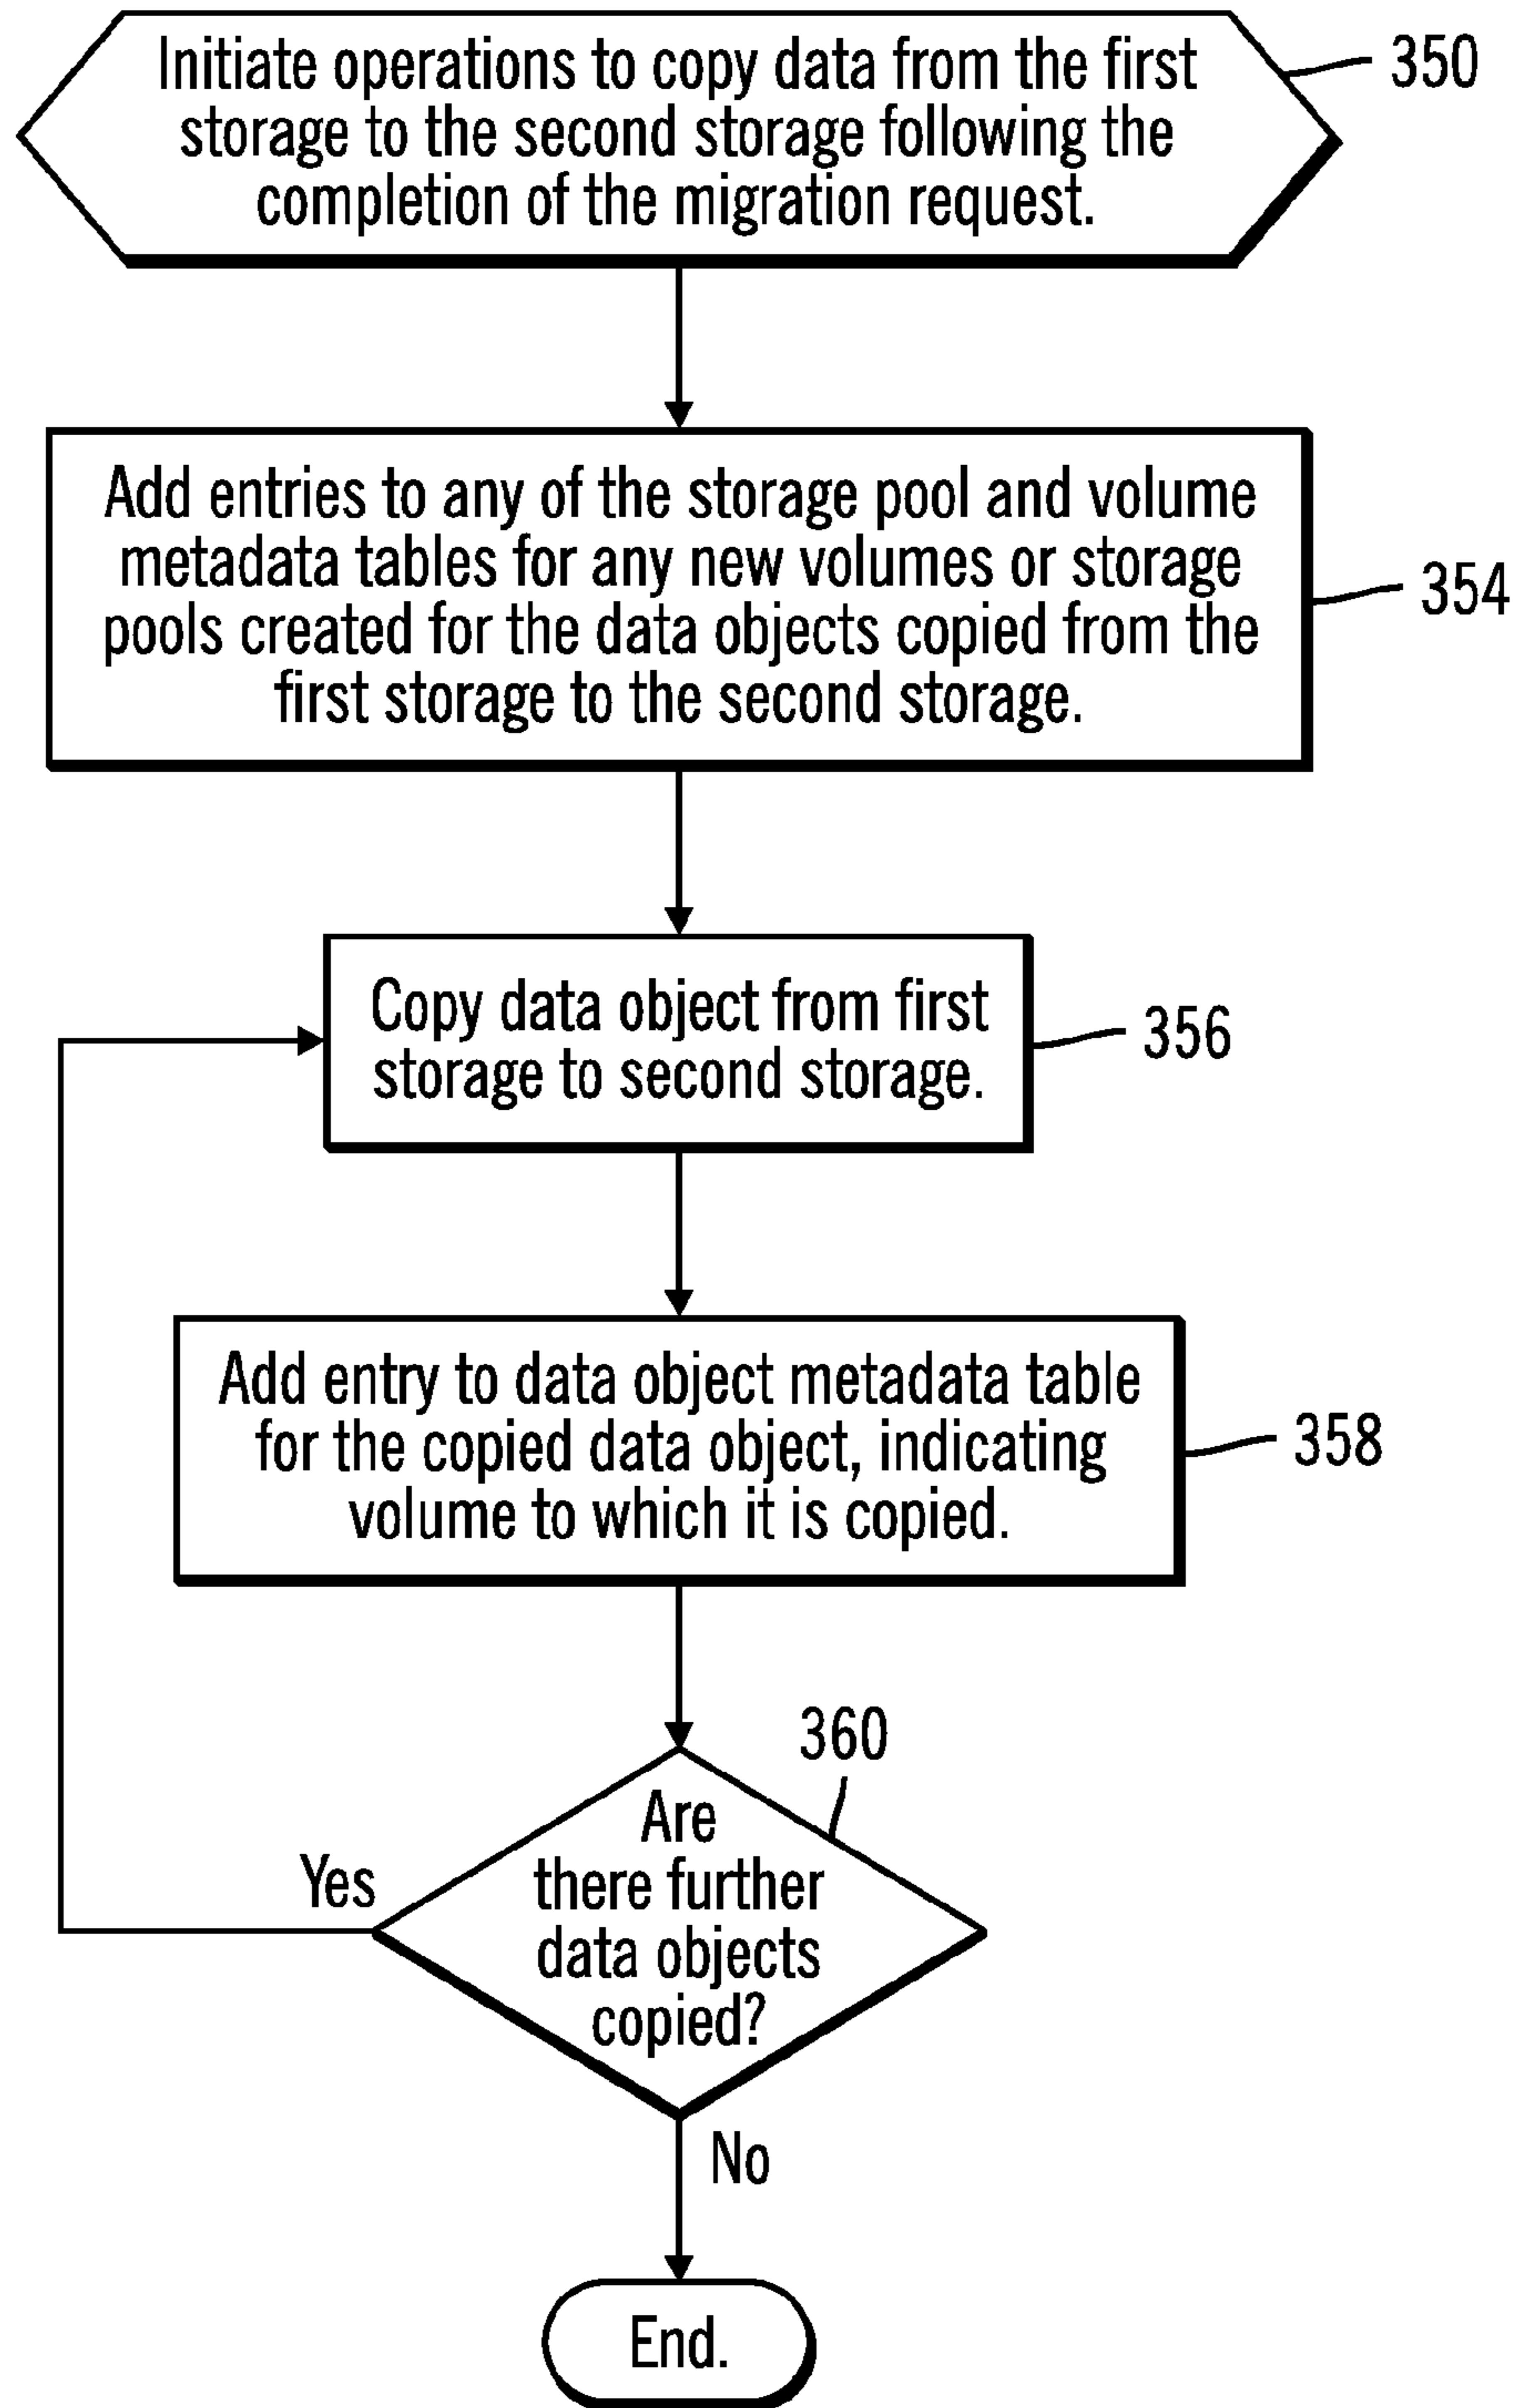 Initiate operations to copy data from the first
storage to the second storage following the
completion of the migration request.
350
Add entries to any of the storage pool and volume
metadata tables for any new volumes or storage
pools created for the data objects copied from the
first storage to the second storage.
354
Copy data object from first
storage to second storage.
356
Add entry to data object metadata table
for the copied data object, indicating
volume to which it is copied.
358
360
Are
there further
data objects
copied?
Yes
No
End.